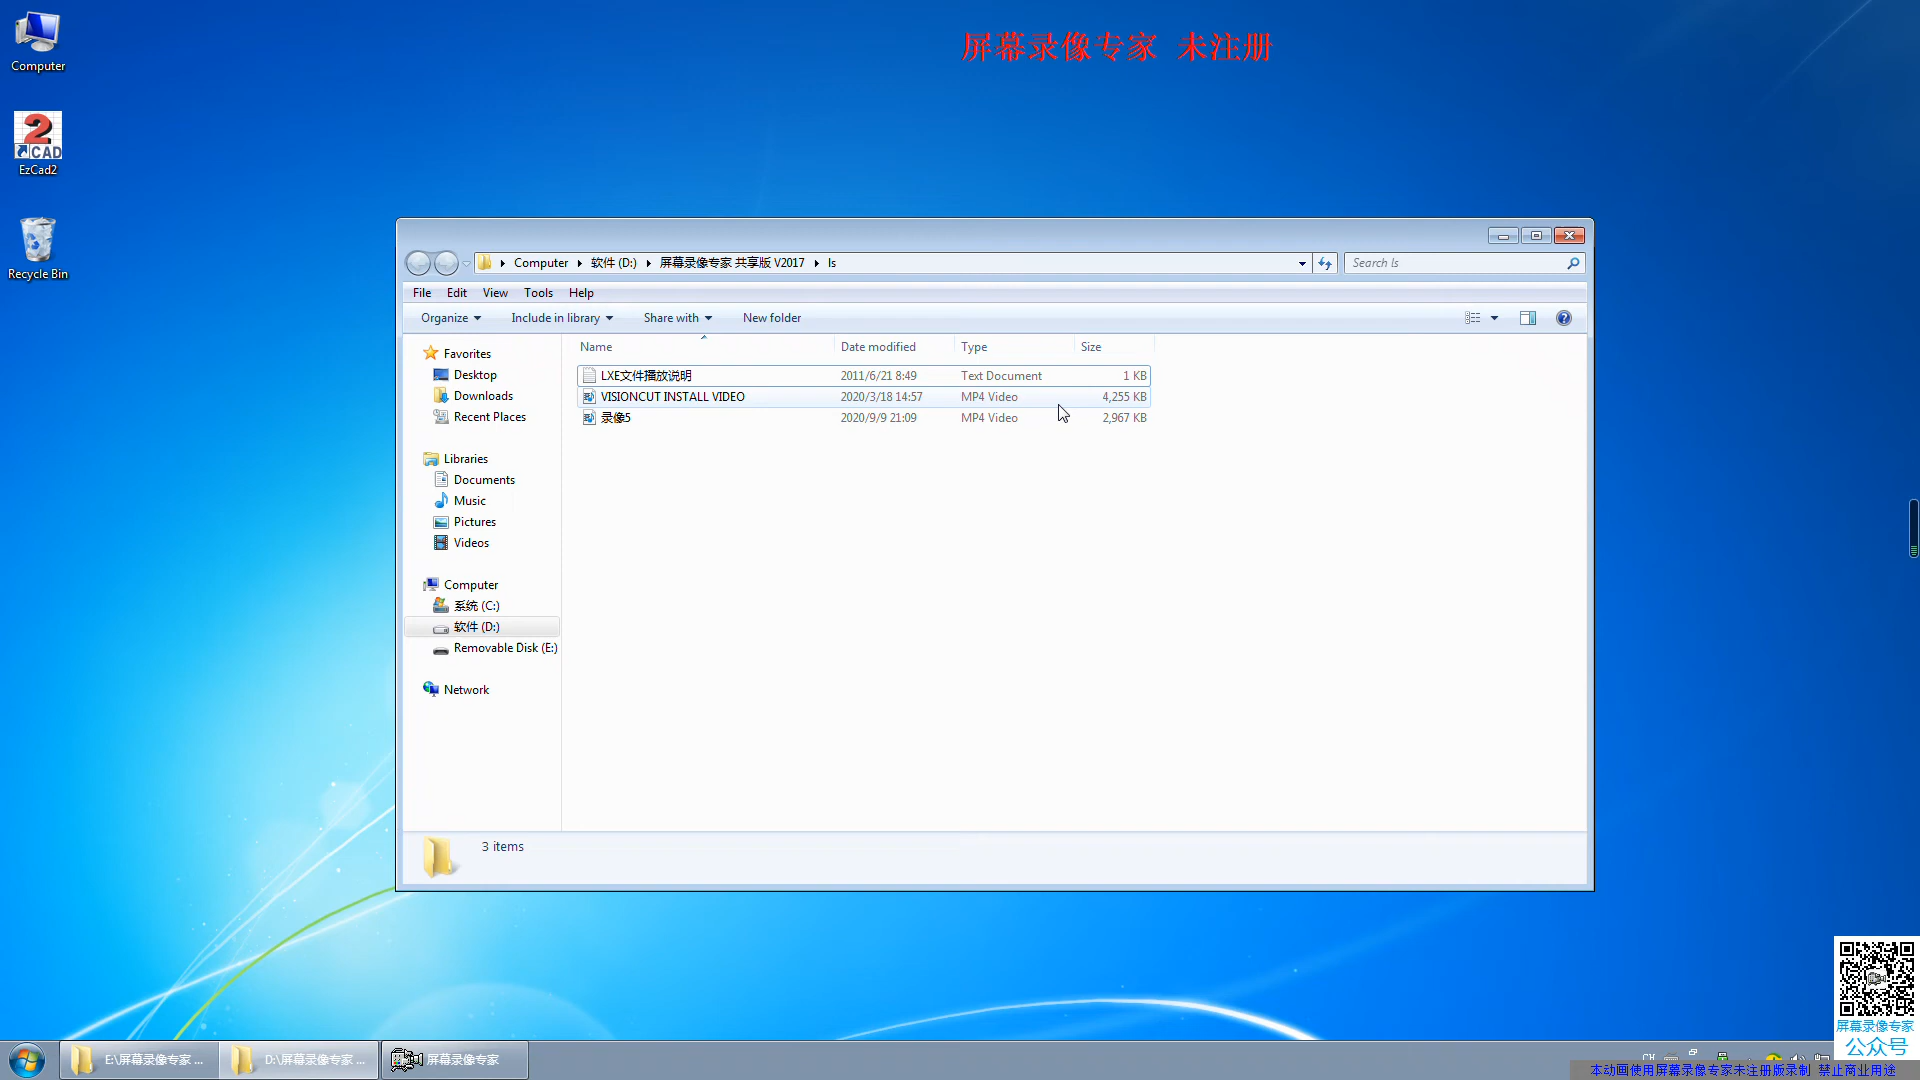 屏幕录像专家 未注册
Computer
2
CAD
EzCad2
Recycle Bin
Computer 软件 (D:) 屏幕录像专家 共享版 V2017 ls
Search ls
File Edit View Tools Help
Organize Include in library Share with New folder
Name Date modified Type Size
LXE文件播放说明 2011/6/21 8:49 Text Document 1 KB
VISIONCUT INSTALL VIDEO 2020/3/18 14:57 MP4 Video 4,255 KB
录像5 2020/9/9 21:09 MP4 Video 2,967 KB
Favorites
Desktop
Downloads
Recent Places
Libraries
Documents
Music
Pictures
Videos
Computer
系统 (C:)
软件 (D:)
Removable Disk (E:)
Network
3 items
屏幕录像专家
公众号
E:\屏幕录像专家 ...
D:\屏幕录像专家 ...
屏幕录像专家
CH
本动画使用屏幕录像专家未注册版录制 禁止商业用途